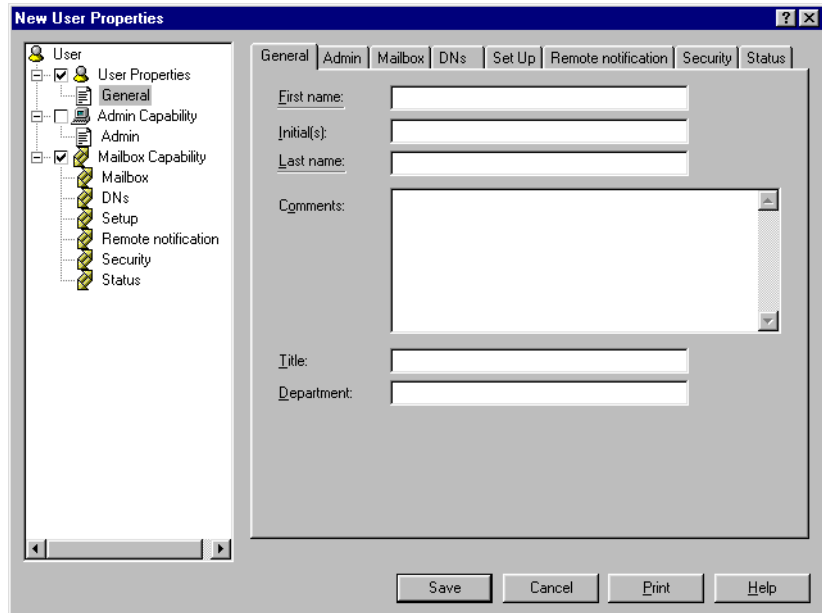 New User Properties
User
User Properties
General
Admin Capability
Admin
Mailbox Capability
Mailbox
DNs
Setup
Remote notification
Security
Status
General Admin Mailbox DNs Set Up Remote notification Security Status
First name:
Initial(s):
Last name:
Comments:
Title:
Department:
Save Cancel Print Help